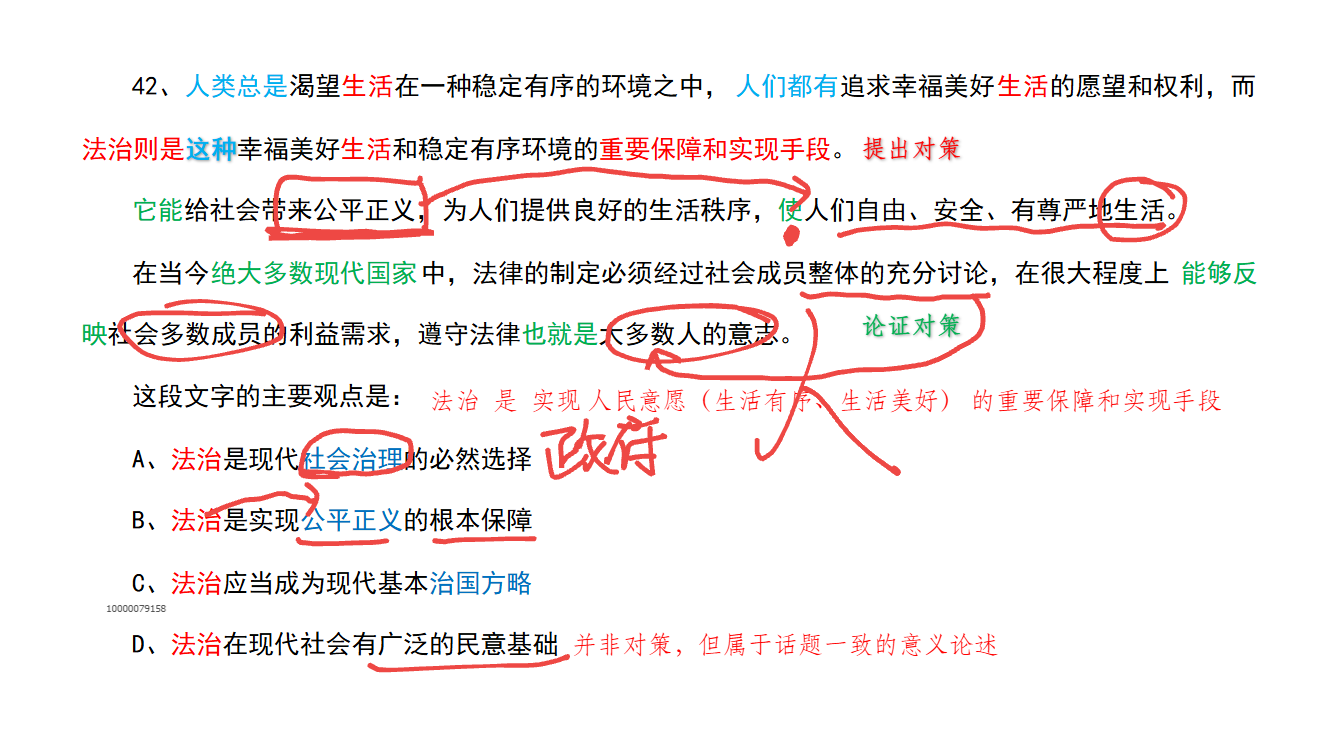 42、人类总是渴望生活在一种稳定有序的环境之中，人们都有追求幸福美好生活的愿望和权利，而
法治则是这种幸福美好生活和稳定有序环境的重要保障和实现手段。 提出对策
它能给社会带来公平正义，为人们提供良好的生活秩序，使人们自由、安全、有尊严地生活。
在当今绝大多数现代国家中，法律的制定必须经过社会成员整体的充分讨论，在很大程度上 能够反
映社会多数成员的利益需求，遵守法律也就是大多数人的意志。 论证对策
这段文字的主要观点是： 法治 是 实现 人民意愿（生活有序、生活美好） 的重要保障和实现手段
A、法治是现代社会治理的必然选择 政府
B、法治是实现公平正义的根本保障
C、法治应当成为现代基本治国方略
10000079158
D、法治在现代社会有广泛的民意基础 并非对策，但属于话题一致的意义论述